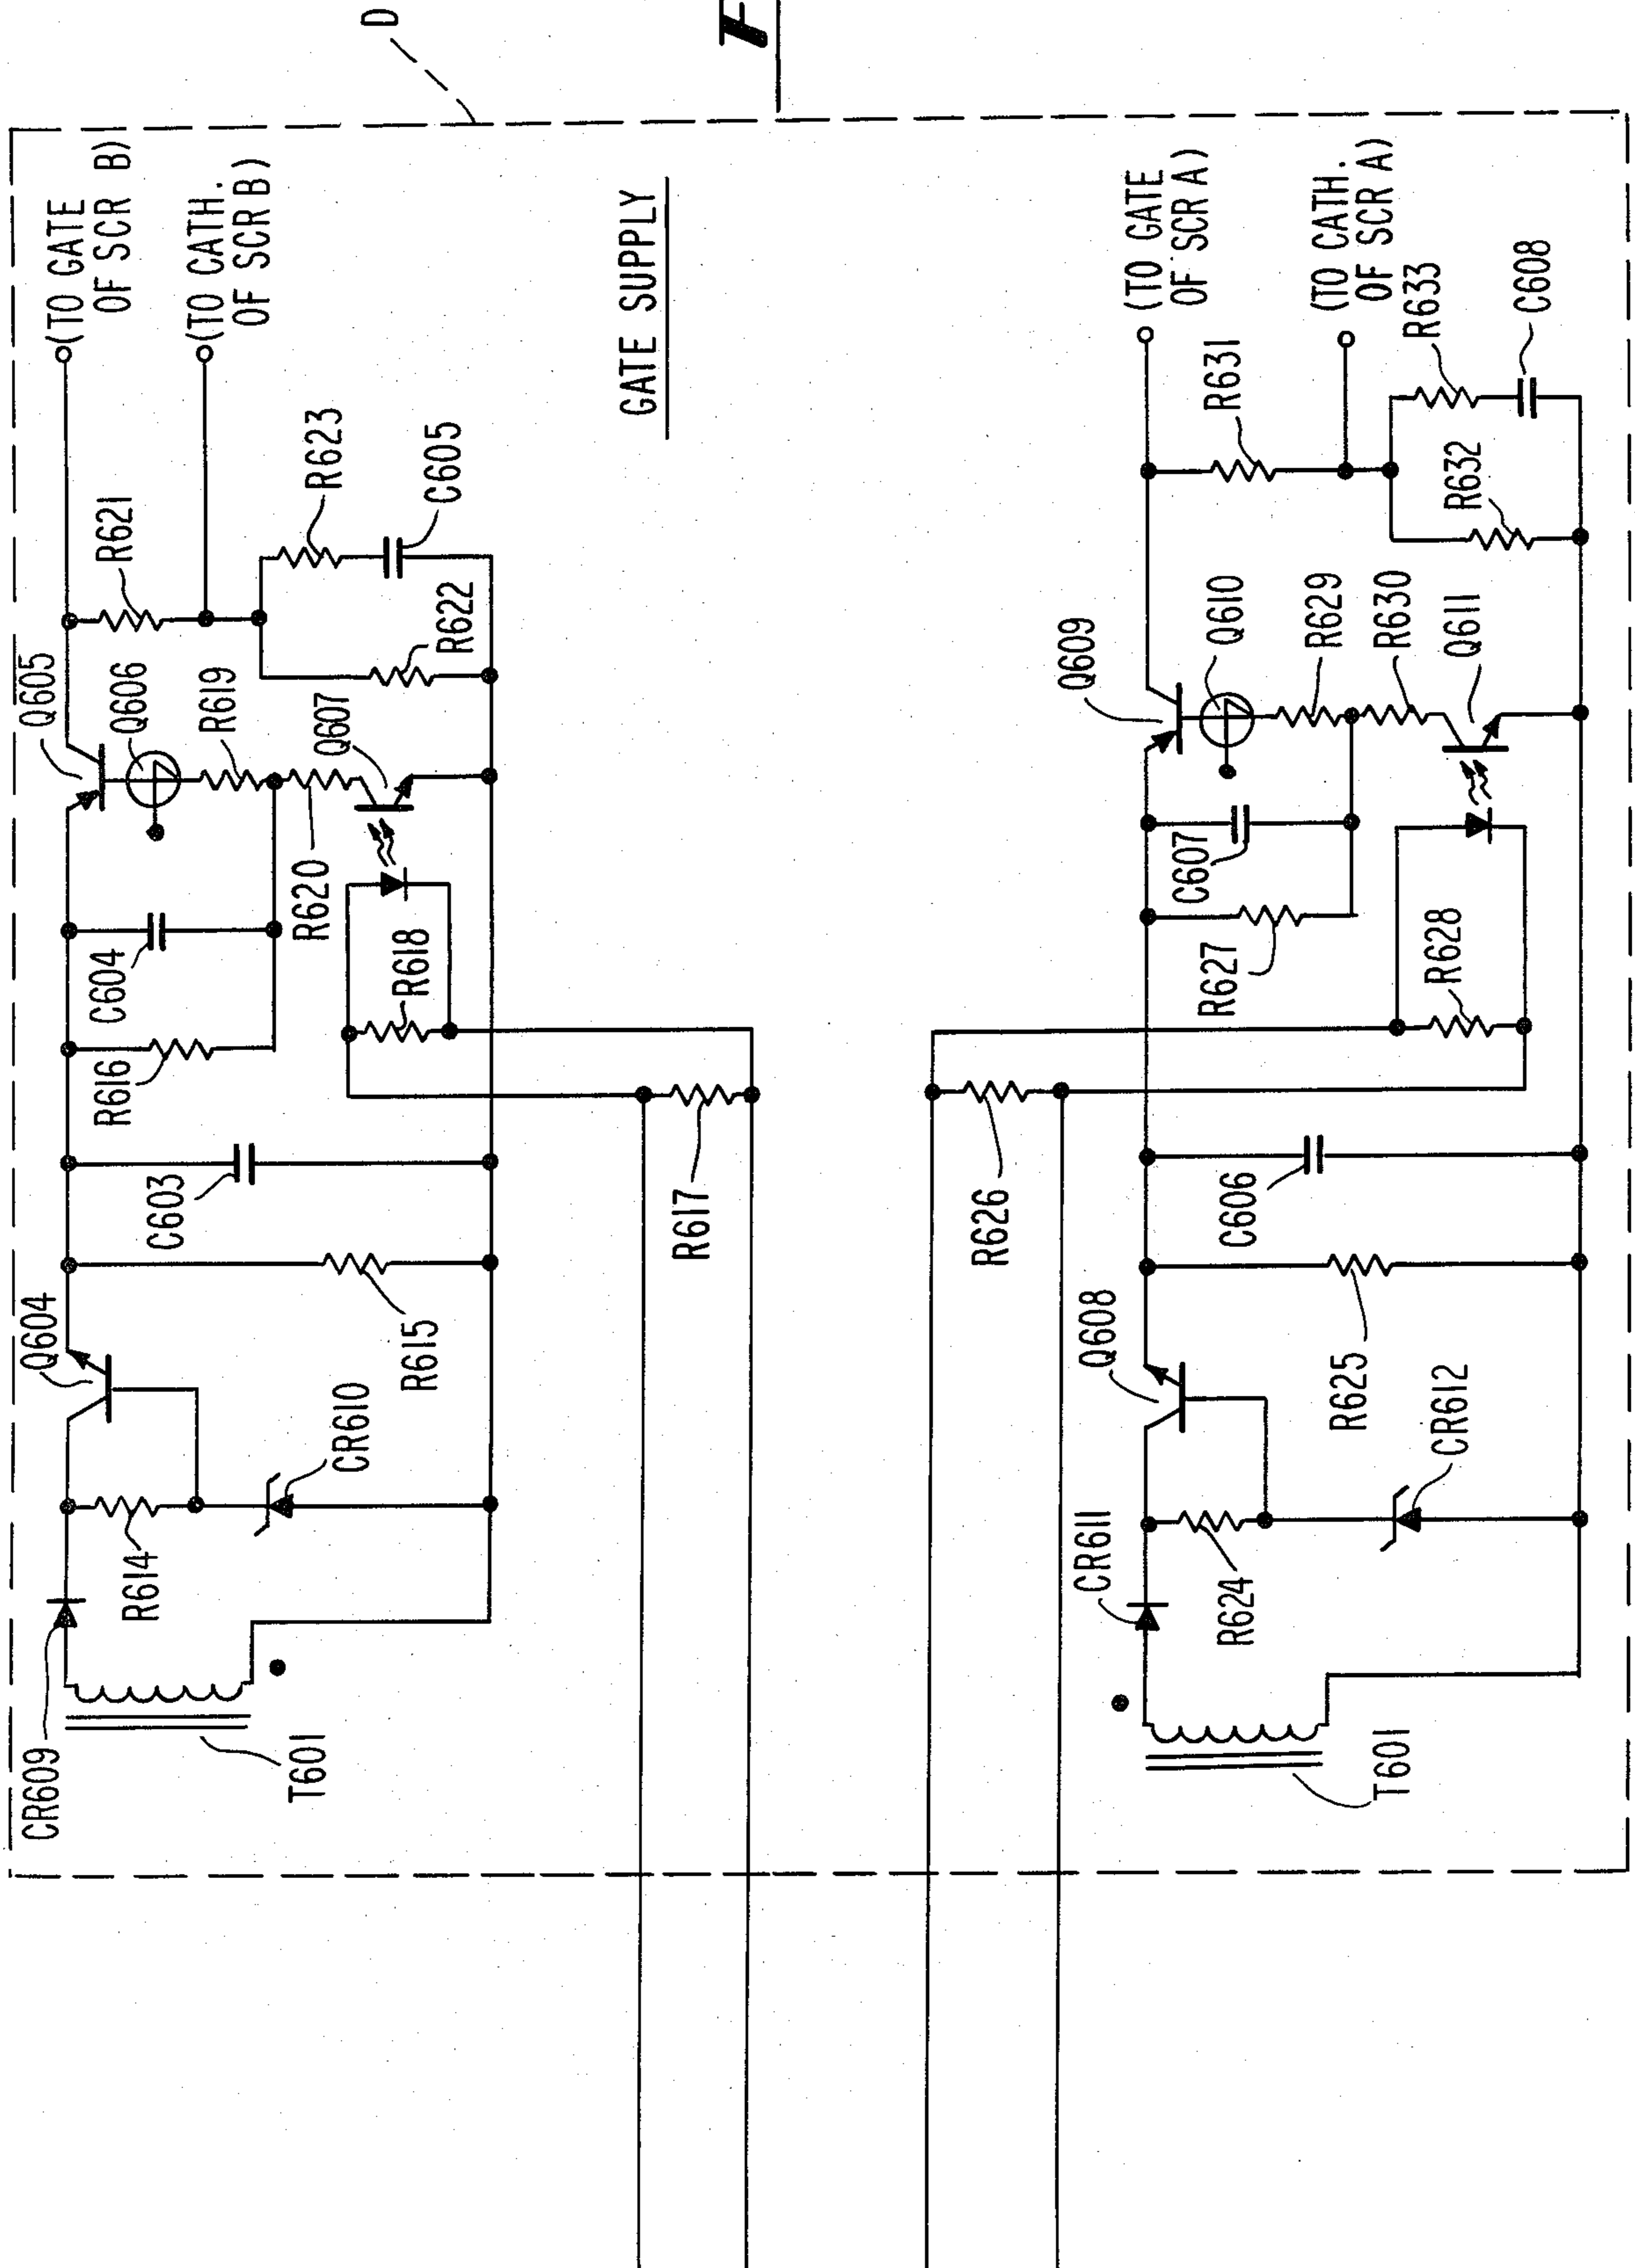 D
F
(TO GATE
OF SCR B)
(TO CATH.
OF SCR B)
GATE SUPPLY
(TO GATE
OF SCR A)
(TO CATH.
OF SCR A)
R621
R623
C605
R622
Q605
Q606
R619
Q607
R620
C604
R618
R616
C603
R617
Q604
R615
CR610
R614
CR609
T601
R631
R633
C608
R632
Q609
Q610
R629
R630
Q611
C607
R627
R628
R626
C606
Q608
R625
CR612
CR611
R624
T601